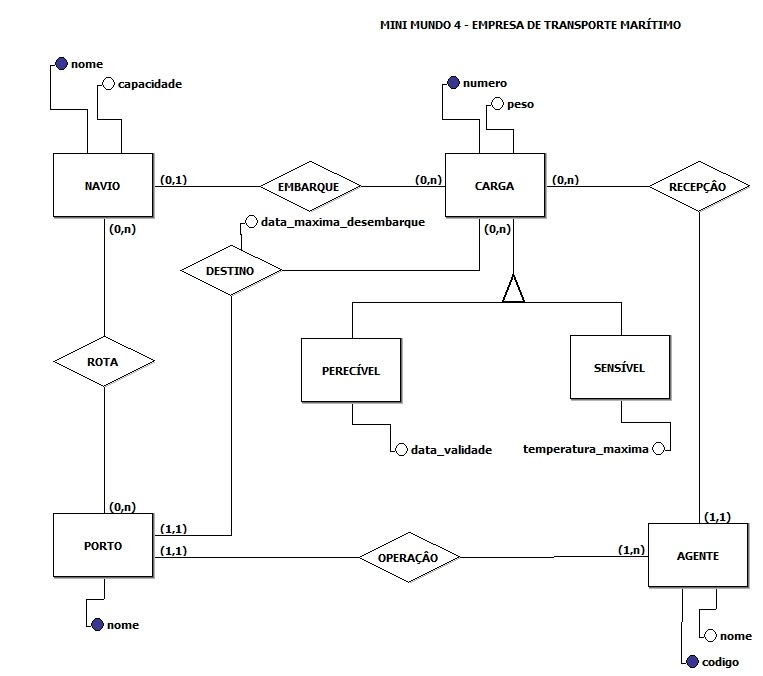 MINI MUNDO 4 - EMPRESA DE TRANSPORTE MARÍTIMO
nome
capacidade
numero
peso
NAVIO
(0,1)
EMBARQUE
(0,n)
CARGA
(0,n)
RECEPÇÂO
(0,n)
data_maxima_desembarque
(0,n)
DESTINO
ROTA
PERECÍVEL
SENSÍVEL
data_validade
temperatura_maxima
(0,n)
(1,1)
(1,1)
(1,1)
PORTO
OPERAÇÂO
(1,n)
AGENTE
nome
nome
codigo